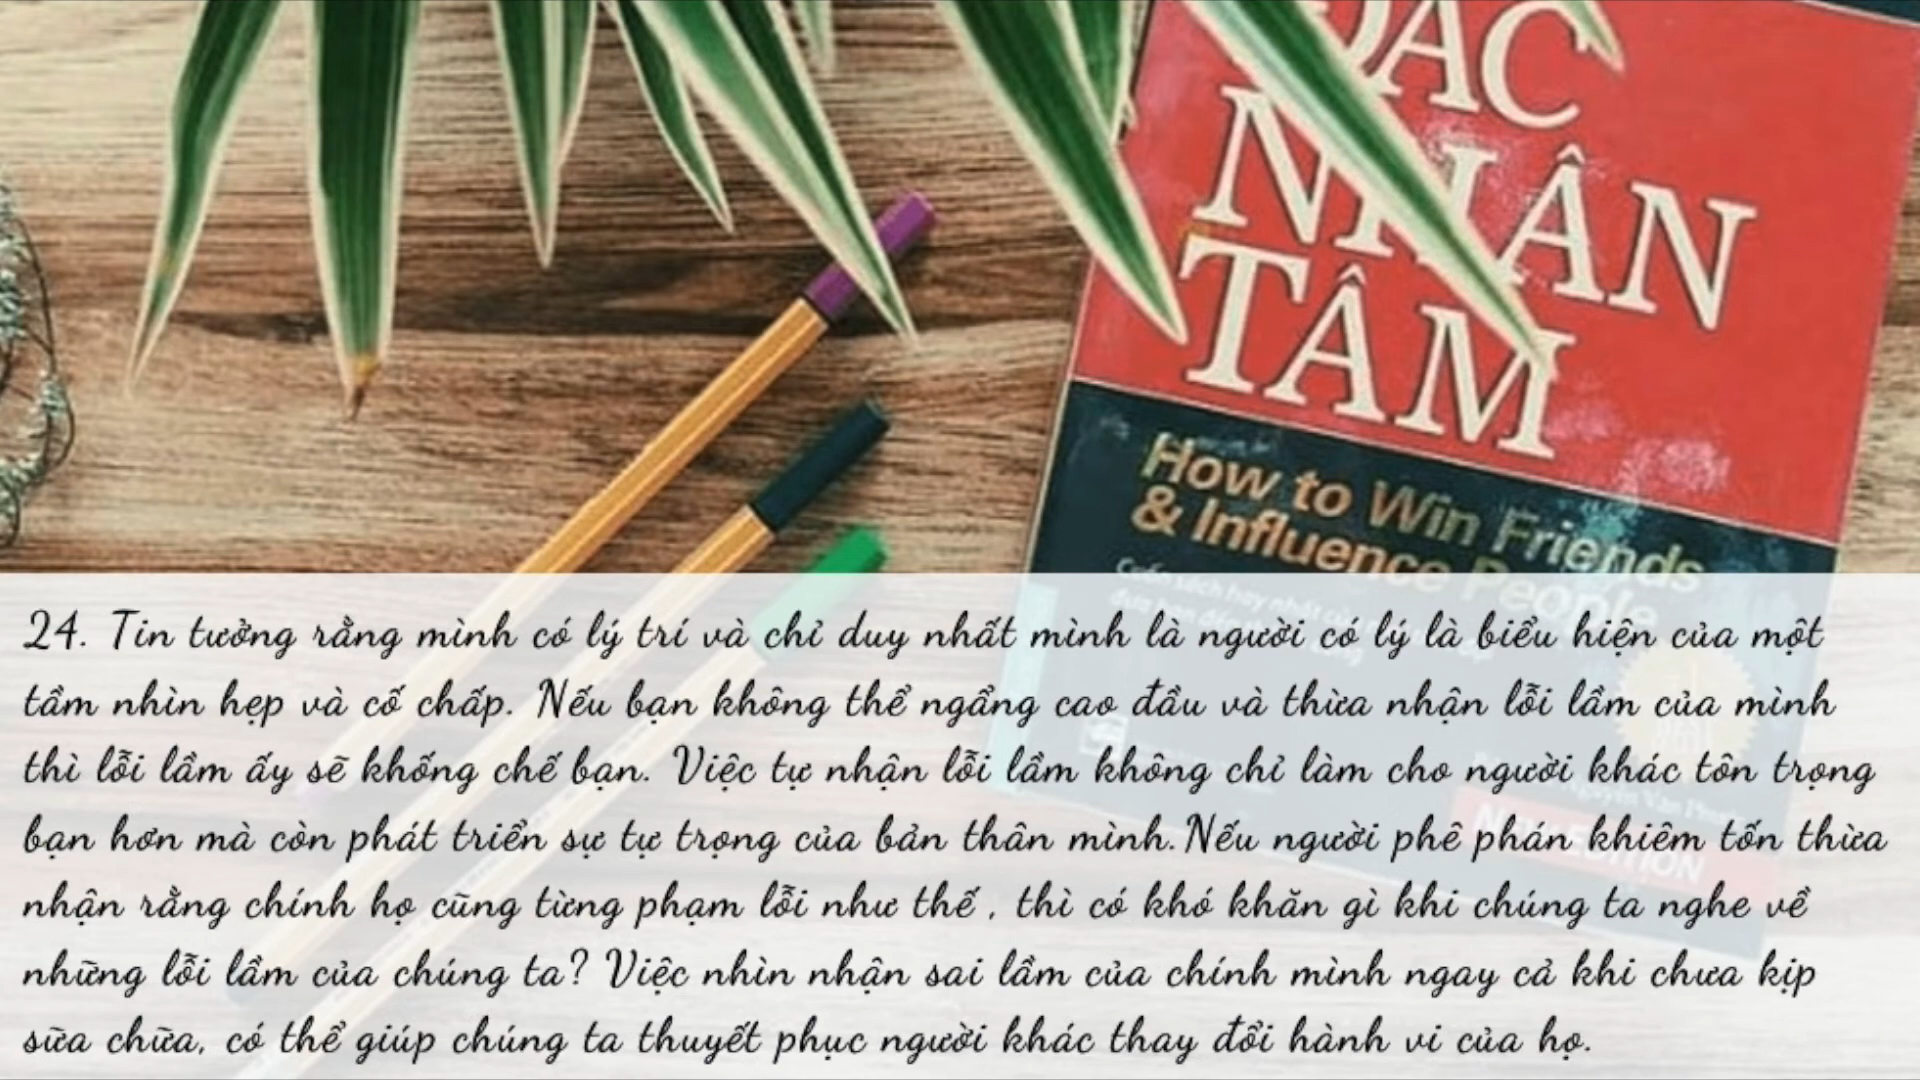 ĐẮC
NHÂN
TÂM
How to Win Friends
& Influence People
24. Tin tưởng rằng mình có lý trí và chỉ duy nhất mình là người có lý là biểu hiện của một
tầm nhìn hẹp và cố chấp. Nếu bạn không thể ngẩng cao đầu và thừa nhận lỗi lầm của mình
thì lỗi lầm ấy sẽ khống chế bạn. Việc tự nhận lỗi lầm không chỉ làm cho người khác tôn trọng
bạn hơn mà còn phát triển sự tự trọng của bản thân mình. Nếu người phê phán khiêm tốn thừa
nhận rằng chính họ cũng từng phạm lỗi như thế , thì có khó khăn gì khi chúng ta nghe về
những lỗi lầm của chúng ta? Việc nhìn nhận sai lầm của chính mình ngay cả khi chưa kịp
sữa chữa, có thể giúp chúng ta thuyết phục người khác thay đổi hành vi của họ.
NEW EDITION